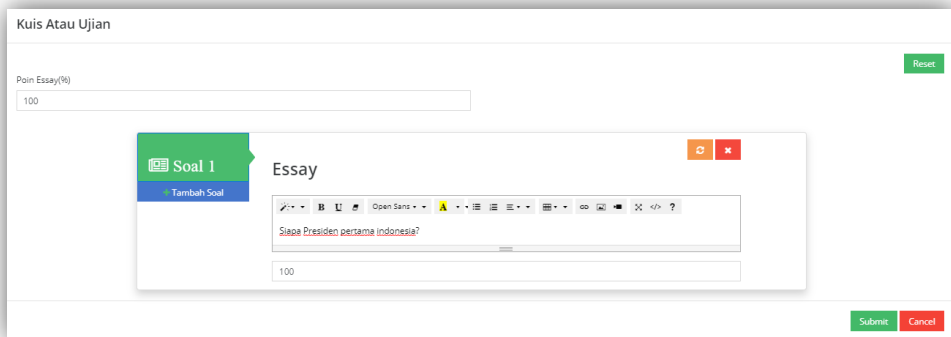 Kuis Atau Ujian
Reset
Poin Essay(%)
100
Soal 1
+Tambah Soal
Essay
B U Open Sans A </> ?
Siapa Presiden pertama indonesia?
100
Submit Cancel